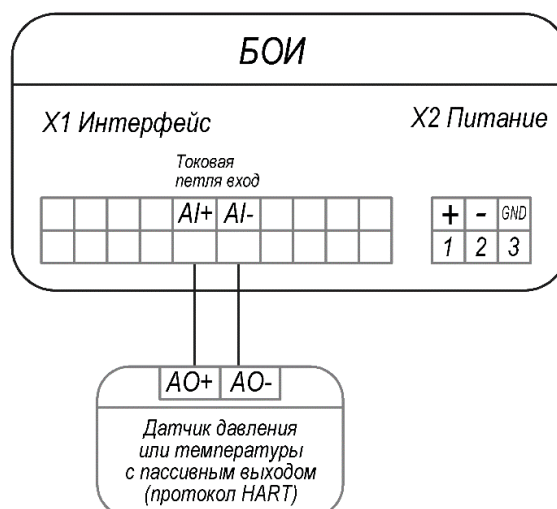 БОИ
X1 Интерфейс
X2 Питание
Токовая
петля вход
AI+ AI-
+ - GND
1 2 3
AO+ AO-
Датчик давления
или температуры
с пассивным выходом
(протокол HART)